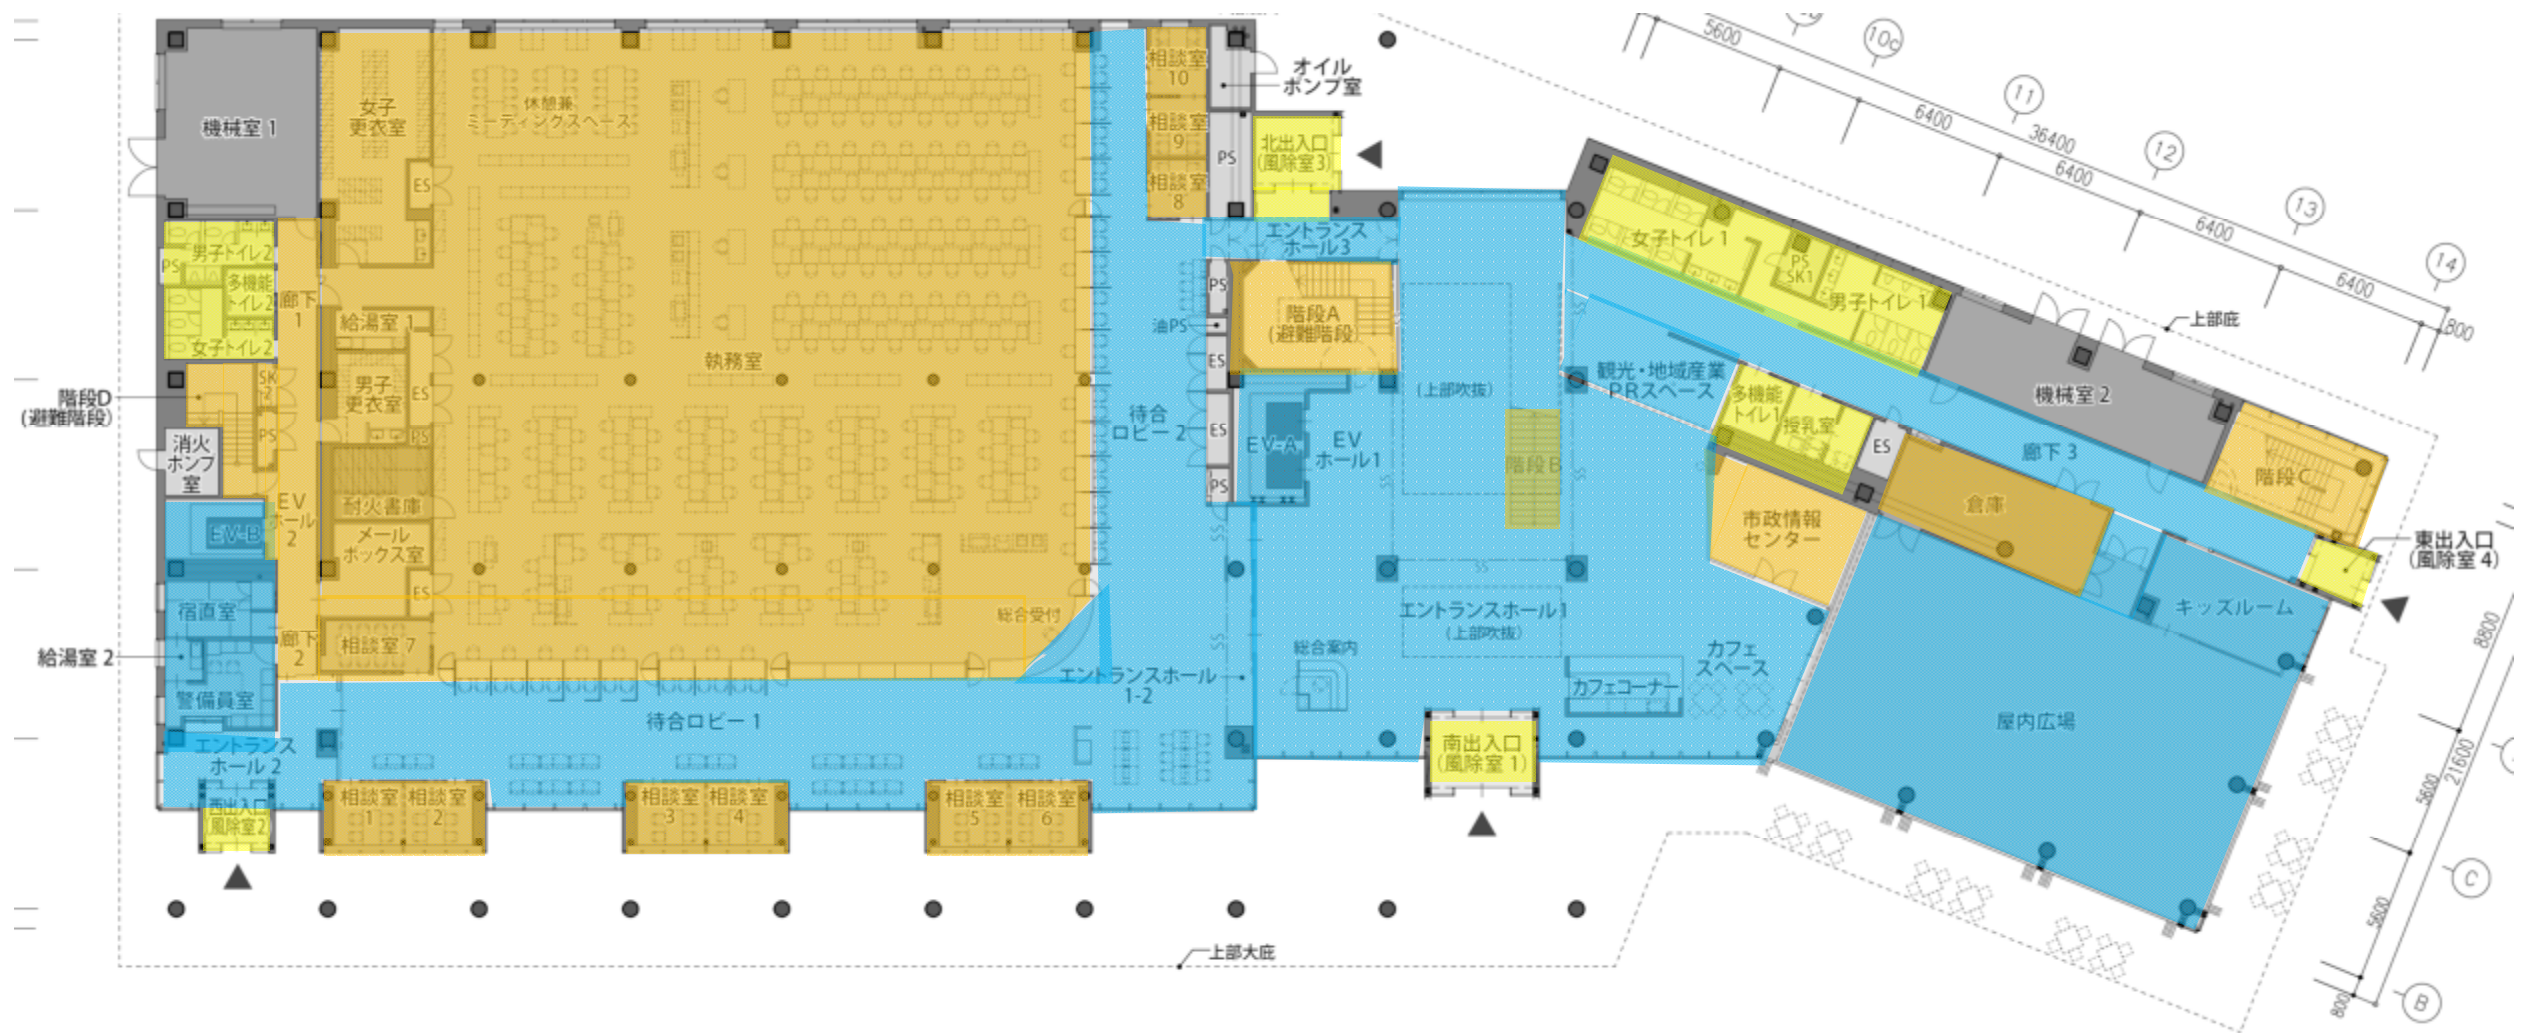 5600
10c
11
6400
36400
12
6400
13
6400
14
6400
800
上部庇
オイル
ポンプ室
相談室
10
相談室
9
相談室
8
PS
北出入口
(風除室3)
機械室 1
女子
更衣室
ES
休憩兼
ミーティングスペース
男子トイレ2
PS
多機能
トイレ2
女子トイレ2
廊下
1
給湯室 1
男子
更衣室
ES
PS
執務室
SK
2
PS
階段D
(避難階段)
消火
ポンプ
室
耐火書庫
メール
ボックス室
ES
EV
ホール
2
EV-B
宿直室
給湯室 2
警備員室
廊下
2
相談室 7
総合受付
待合
ロビー 2
エントランス
ホール3
PS
油PS
ES
ES
PS
階段A
(避難階段)
EV-A
EV
ホール1
(上部吹抜)
階段B
SS
SS
SS
SS
SS
SS
SS
女子トイレ 1
PS
SK1
男子トイレ 1
観光・地域産業
PRスペース
多機能
トイレ1
授乳室
ES
機械室 2
廊下 3
階段C
倉庫
市政情報
センター
東出入口
(風除室 4)
キッズルーム
屋内広場
エントランスホール1
(上部吹抜)
総合案内
カフェ
スペース
カフェコーナー
南出入口
(風除室 1)
エントランスホール
1-2
待合ロビー 1
エントランス
ホール 2
西出入口
(風除室2)
相談室
1
相談室
2
相談室
3
相談室
4
相談室
5
相談室
6
上部大庇
8800
21600
5600
5600
800
C
B